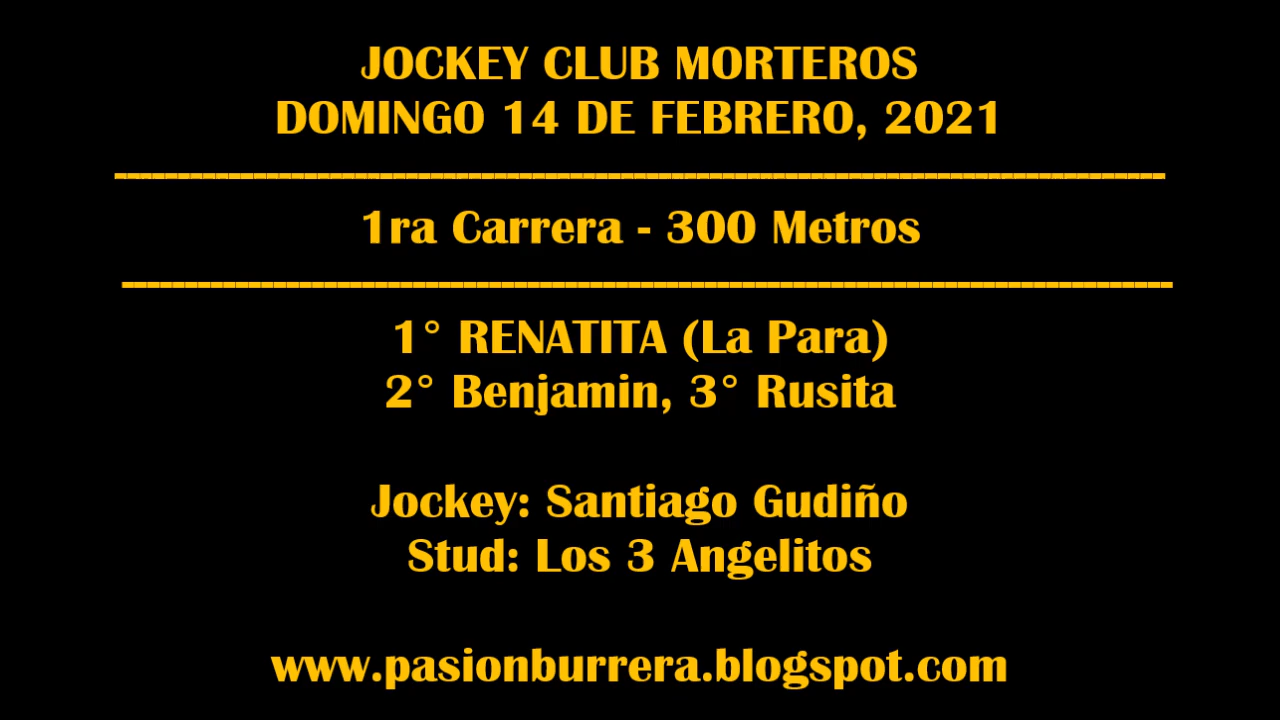 JOCKEY CLUB MORTEROS
DOMINGO 14 DE FEBRERO, 2021
1ra Carrera - 300 Metros
1° RENATITA (La Para)
2° Benjamin, 3° Rusita
Jockey: Santiago Gudiño
Stud: Los 3 Angelitos
www.pasionburrera.blogspot.com